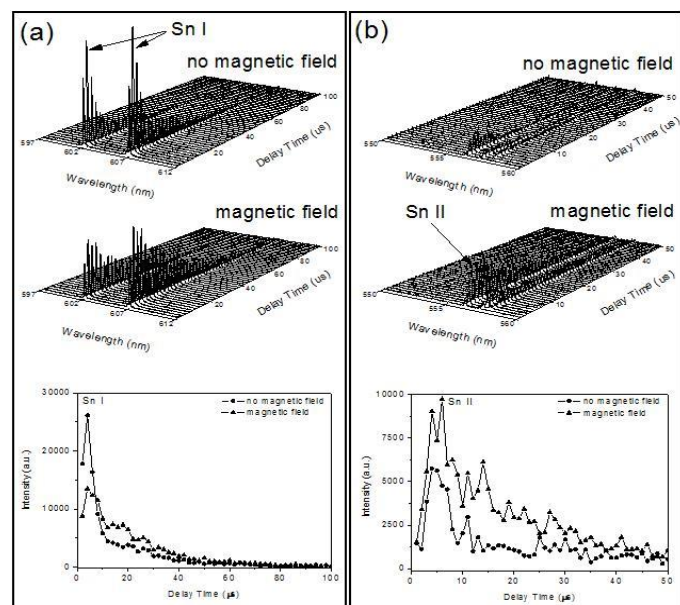 (a)
Sn I
no magnetic field
100
80
60
40
20
597
602
607
612
Wavelength (nm)
Delay Time (us)
magnetic field
100
80
60
40
20
597
602
607
612
Wavelength (nm)
Delay Time (us)
30000
20000
10000
0
Sn I
no magnetic field
magnetic field
Intensity (a.u.)
0 20 40 60 80 100
Delay Time (μs)
(b)
no magnetic field
50
40
30
20
10
550
555
560
Wavelength (nm)
Delay Time (us)
Sn II
magnetic field
50
40
30
20
10
550
555
560
Wavelength (nm)
Delay Time (us)
10000
7500
5000
2500
0
Sn II
no magnetic field
magnetic field
Intensity (a.u.)
0 10 20 30 40 50
Delay Time (μs)